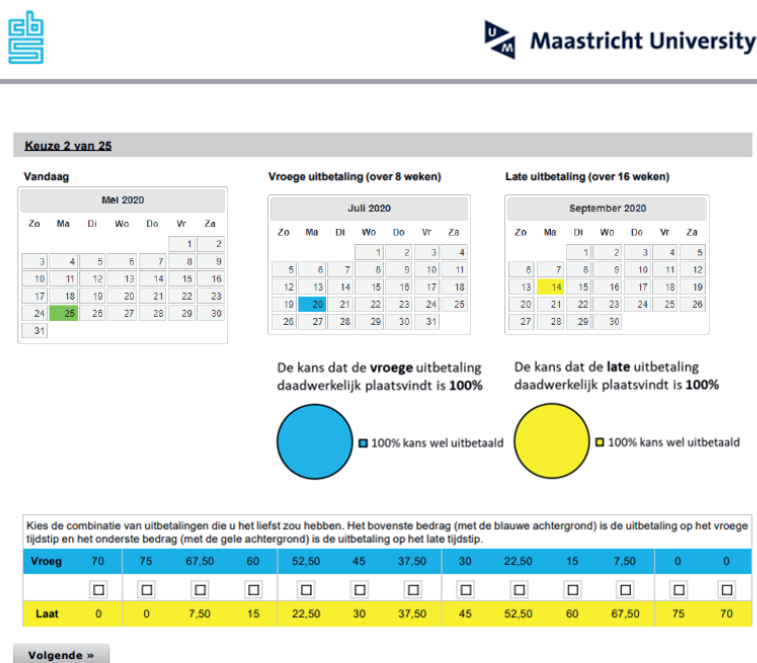 cbs
UM Maastricht University
Keuze 2 van 25
Vandaag
Mei 2020
Zo Ma Di Wo Do Vr Za
1 2
3 4 5 6 7 8 9
10 11 12 13 14 15 16
17 18 19 20 21 22 23
24 25 26 27 28 29 30
31
Vroege uitbetaling (over 8 weken)
Juli 2020
Zo Ma Di Wo Do Vr Za
1 2 3 4
5 6 7 8 9 10 11
12 13 14 15 16 17 18
19 20 21 22 23 24 25
26 27 28 29 30 31
De kans dat de vroege uitbetaling
daadwerkelijk plaatsvindt is 100%
100% kans wel uitbetaald
Late uitbetaling (over 16 weken)
September 2020
Zo Ma Di Wo Do Vr Za
1 2 3 4 5
6 7 8 9 10 11 12
13 14 15 16 17 18 19
20 21 22 23 24 25 26
27 28 29 30
De kans dat de late uitbetaling
daadwerkelijk plaatsvindt is 100%
100% kans wel uitbetaald
Kies de combinatie van uitbetalingen die u het liefst zou hebben. Het bovenste bedrag (met de blauwe achtergrond) is de uitbetaling op het vroege
tijdstip en het onderste bedrag (met de gele achtergrond) is de uitbetaling op het late tijdstip.
Vroeg 70 75 67,50 60 52,50 45 37,50 30 22,50 15 7,50 0 0
Laat 0 0 7,50 15 22,50 30 37,50 45 52,50 60 67,50 75 70
Volgende »